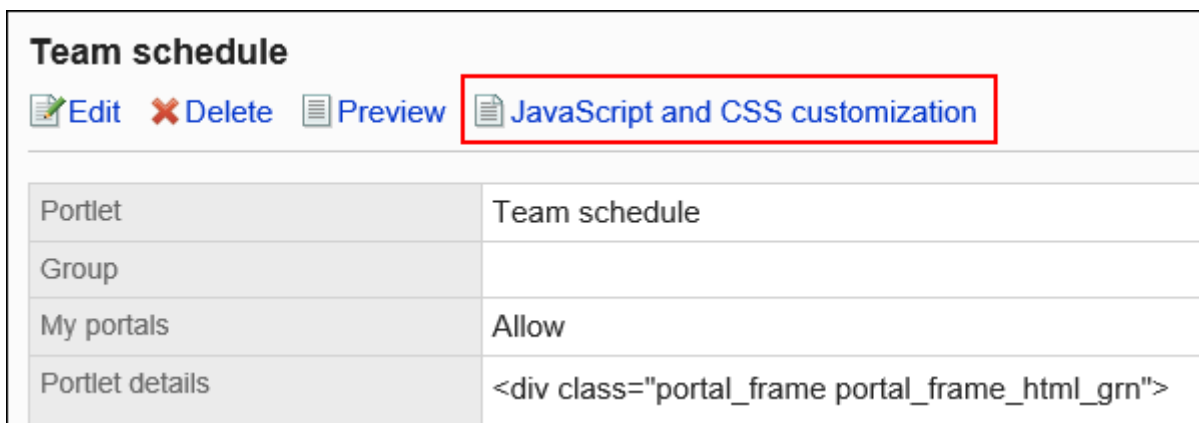 Team schedule
Edit Delete Preview JavaScript and CSS customization
Portlet Team schedule
Group
My portals Allow
Portlet details <div class="portal_frame portal_frame_html_grn">